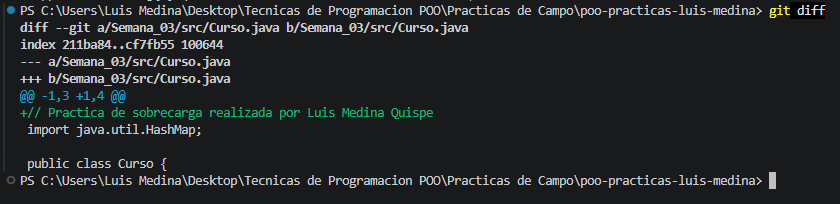 PS C:\Users\Luis Medina\Desktop\Tecnicas de Programacion POO\Practicas de Campo\poo-practicas-luis-medina> git diff
diff --git a/Semana_03/src/Curso.java b/Semana_03/src/Curso.java
index 211ba84..cf7fb55 100644
--- a/Semana_03/src/Curso.java
+++ b/Semana_03/src/Curso.java
@@ -1,3 +1,4 @@
+// Practica de sobrecarga realizada por Luis Medina Quispe
 import java.util.HashMap;

 public class Curso {
PS C:\Users\Luis Medina\Desktop\Tecnicas de Programacion POO\Practicas de Campo\poo-practicas-luis-medina>